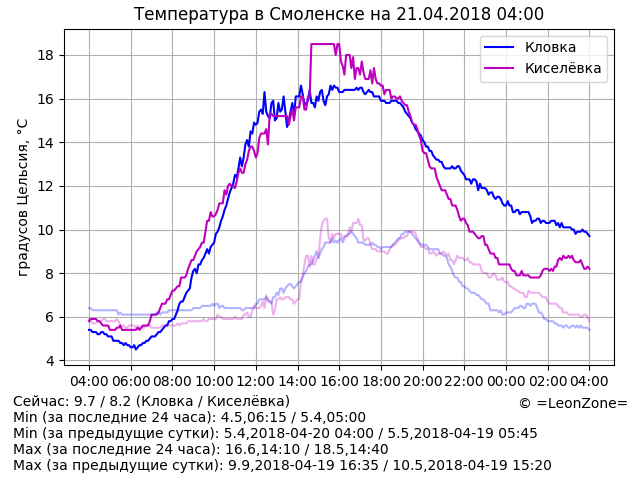 Температура в Смоленске на 21.04.2018 04:00
градусов Цельсия, °C
18
16
14
12
10
8
6
4
Кловка
Киселёвка
04:00 06:00 08:00 10:00 12:00 14:00 16:00 18:00 20:00 22:00 00:00 02:00 04:00
Сейчас: 9.7 / 8.2 (Кловка / Киселёвка)
© =LeonZone=
Min (за последние 24 часа): 4.5,06:15 / 5.4,05:00
Min (за предыдущие сутки): 5.4,2018-04-20 04:00 / 5.5,2018-04-19 05:45
Max (за последние 24 часа): 16.6,14:10 / 18.5,14:40
Max (за предыдущие сутки): 9.9,2018-04-19 16:35 / 10.5,2018-04-19 15:20